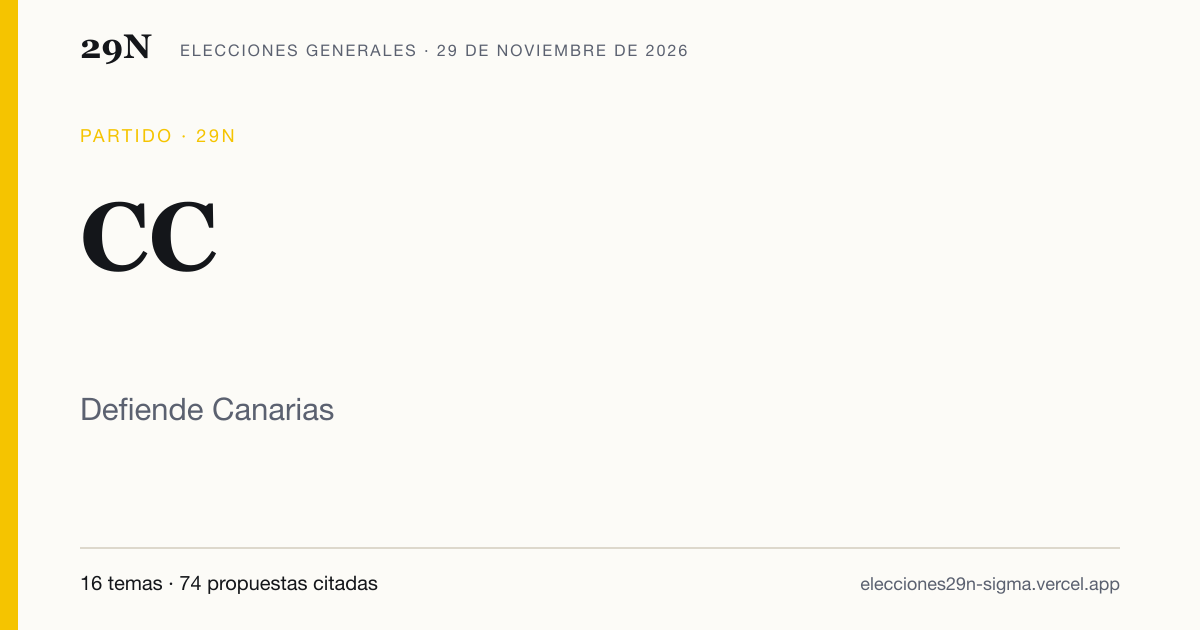 29N ELECCIONES GENERALES · 29 DE NOVIEMBRE DE 2026
PARTIDO · 29N
CC
Defiende Canarias
16 temas · 74 propuestas citadas
elecciones29n-sigma.vercel.app